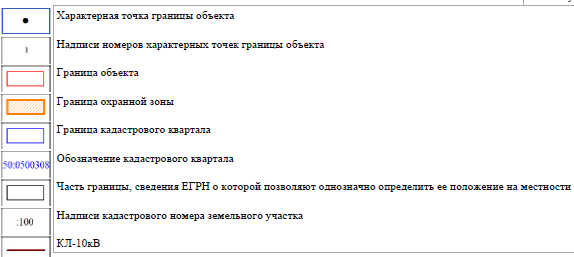 Характерная точка границы объекта
1 Надписи номеров характерных точек границы объекта
Граница объекта
Граница охранной зоны
Граница кадастрового квартала
50:0500308 Обозначение кадастрового квартала
Часть границы, сведения ЕГРН о которой позволяют однозначно определить ее положение на местности
:100 Надписи кадастрового номера земельного участка
КЛ-10кВ